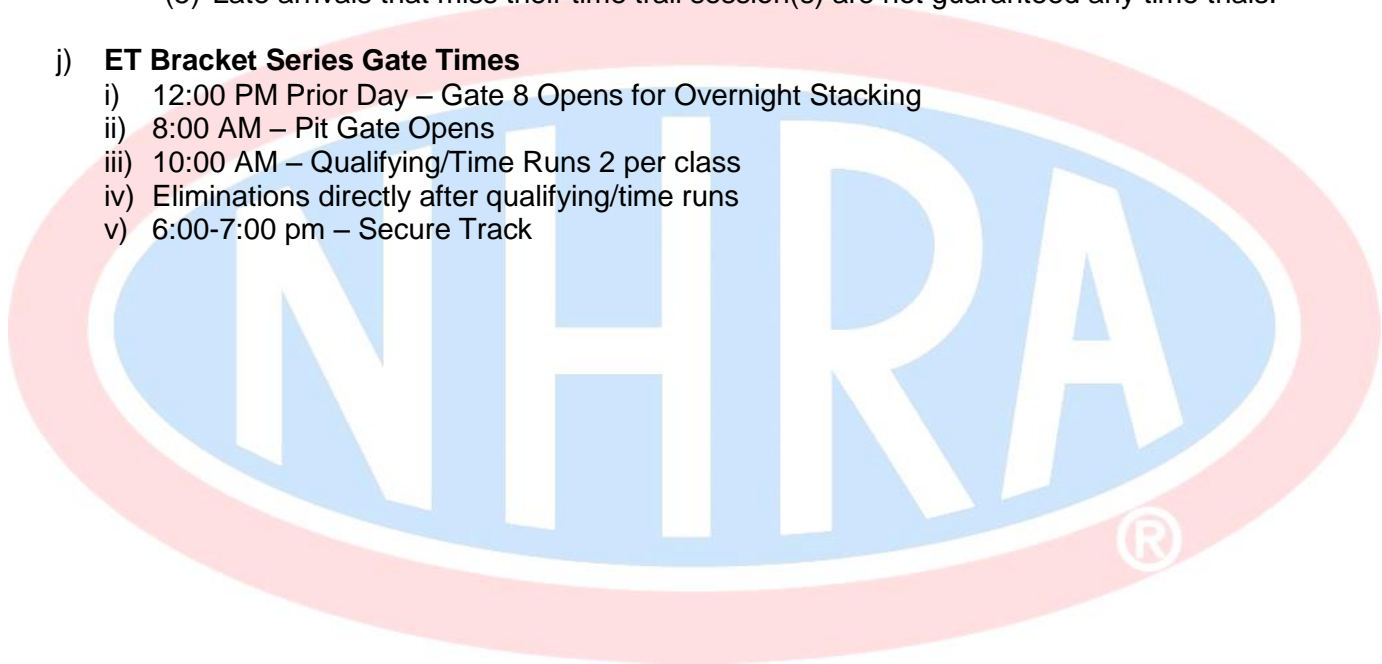 Late arrivals that miss their time trail session(s) are not guaranteed any time trials.
j) ET Bracket Series Gate Times
i) 12:00 PM Prior Day – Gate 8 Opens for Overnight Stacking
ii) 8:00 AM – Pit Gate Opens
iii) 10:00 AM – Qualifying/Time Runs 2 per class
iv) Eliminations directly after qualifying/time runs
v) 6:00-7:00 pm – Secure Track
NHRA
®